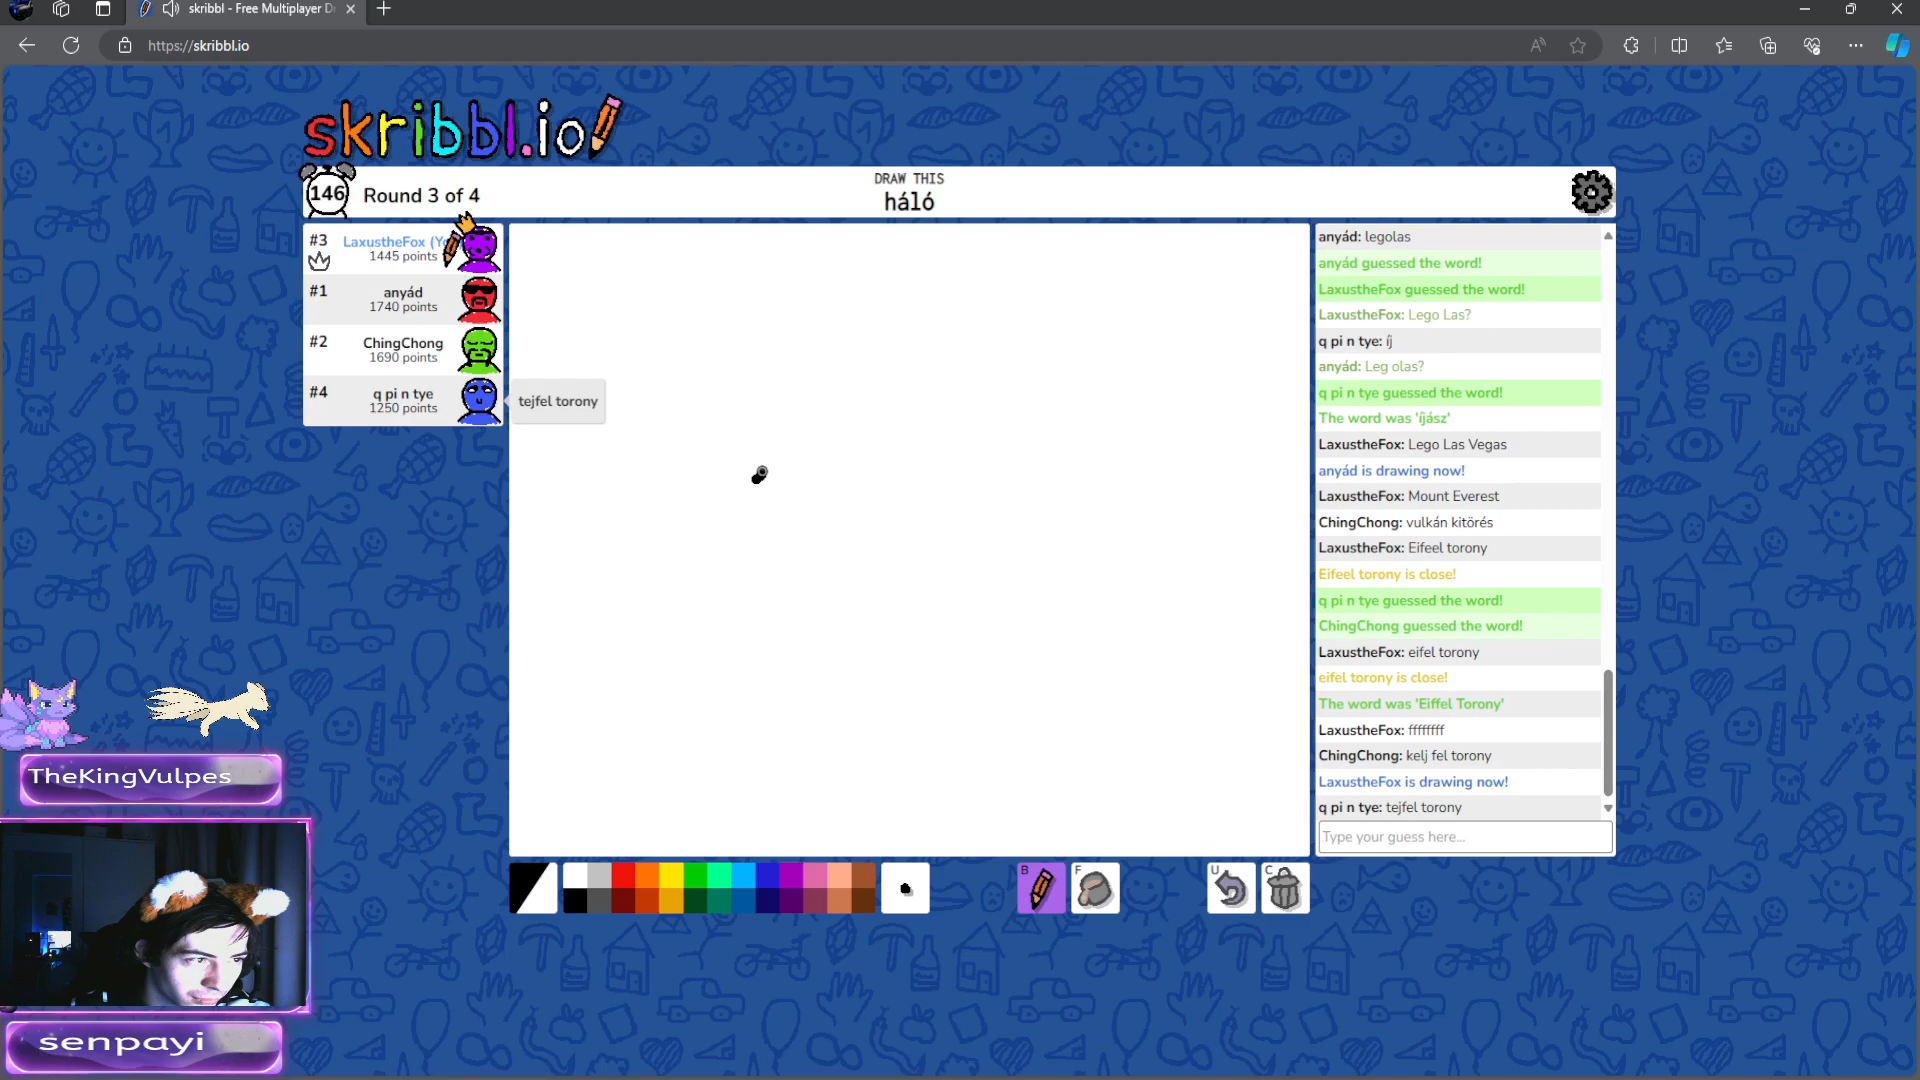 skribbl - Free Multiplayer D
https://skribbl.io
skribbl.io
146
Round 3 of 4
DRAW THIS
háló
#3
LaxustheFox (Yo
1445 points
#1
anyád
1740 points
#2
ChingChong
1690 points
#4
q pi n tye
1250 points
tejfel torony
anyád: legolas
anyád guessed the word!
LaxustheFox guessed the word!
LaxustheFox: Lego Las?
q pi n tye: íj
anyád: Leg olas?
q pi n tye guessed the word!
The word was 'íjász'
LaxustheFox: Lego Las Vegas
anyád is drawing now!
LaxustheFox: Mount Everest
ChingChong: vulkán kitörés
LaxustheFox: Eifeel torony
Eifeel torony is close!
q pi n tye guessed the word!
ChingChong guessed the word!
LaxustheFox: eifel torony
eifel torony is close!
The word was 'Eiffel Torony'
LaxustheFox: ffffffff
ChingChong: kelj fel torony
LaxustheFox is drawing now!
q pi n tye: tejfel torony
Type your guess here...
B
F
U
C
TheKingVulpes
senpayi